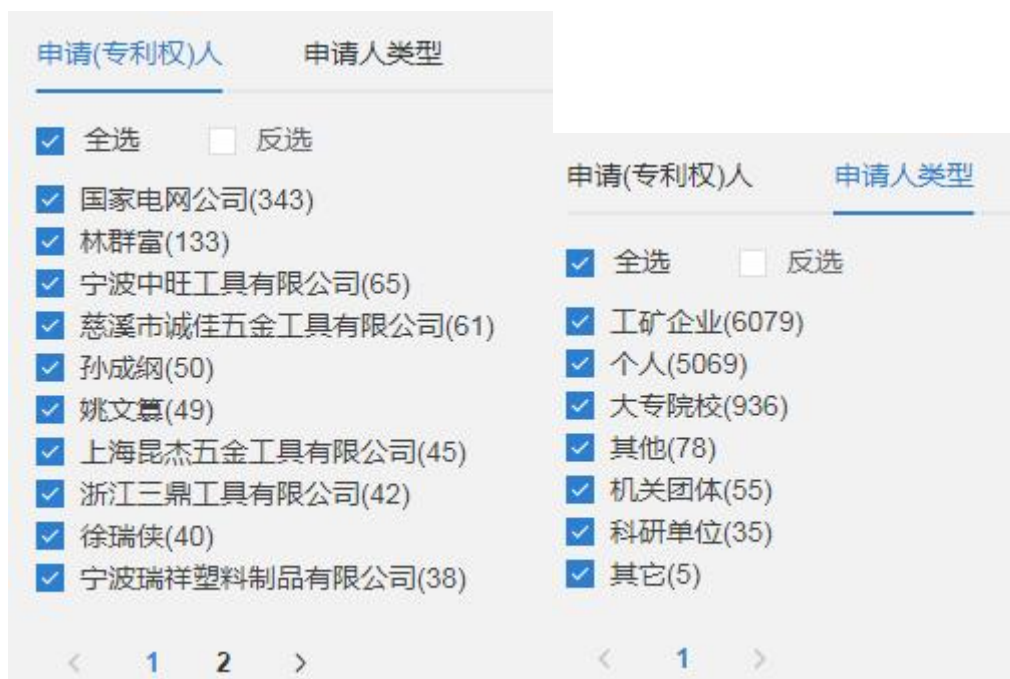 申请(专利权)人 申请人类型
全选 反选
国家电网公司(343)
林群富(133)
宁波中旺工具有限公司(65)
慈溪市诚佳五金工具有限公司(61)
孙成纲(50)
姚文蒉(49)
上海昆杰五金工具有限公司(45)
浙江三鼎工具有限公司(42)
徐瑞侠(40)
宁波瑞祥塑料制品有限公司(38)
< 1 2 >
申请(专利权)人 申请人类型
全选 反选
工矿企业(6079)
个人(5069)
大专院校(936)
其他(78)
机关团体(55)
科研单位(35)
其它(5)
< 1 >